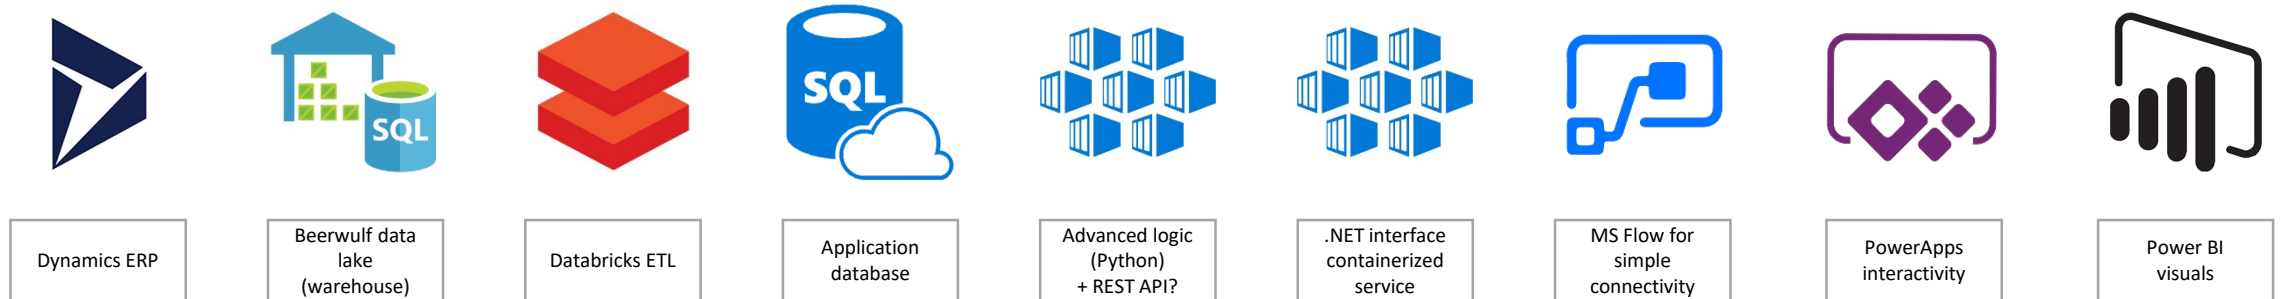 SQL
SQL
Dynamics ERP
Beerwulf data
lake
(warehouse)
Databricks ETL
Application
database
Advanced logic
(Python)
+ REST API?
.NET interface
containerized
service
MS Flow for
simple
connectivity
PowerApps
interactivity
Power BI
visuals